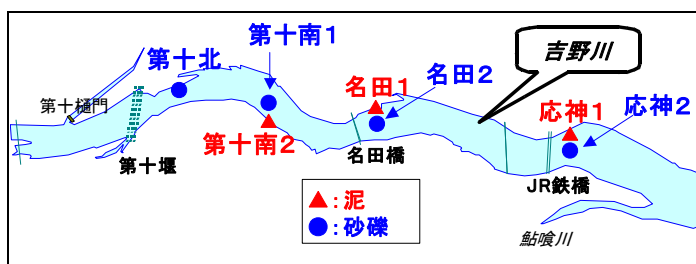 第十南1
吉野川
第十北
名田1
名田2
応神1
応神2
第十樋門
第十南2
第十堰
名田橋
JR鉄橋
▲:泥
●:砂礫
鮎喰川